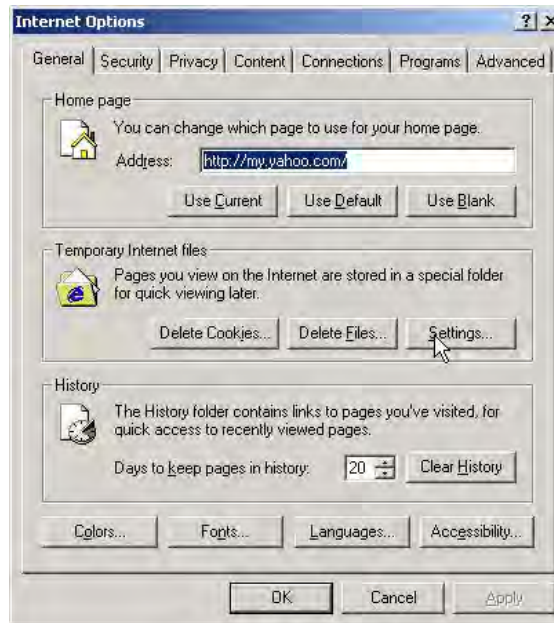 Internet Options
General Security Privacy Content Connections Programs Advanced
Home page
You can change which page to use for your home page.
Address: http://my.yahoo.com/
Use Current Use Default Use Blank
Temporary Internet files
Pages you view on the Internet are stored in a special folder
for quick viewing later.
Delete Cookies... Delete Files... Settings...
History
The History folder contains links to pages you've visited, for
quick access to recently viewed pages.
Days to keep pages in history: 20 Clear History
Colors... Fonts... Languages... Accessibility...
OK Cancel Apply